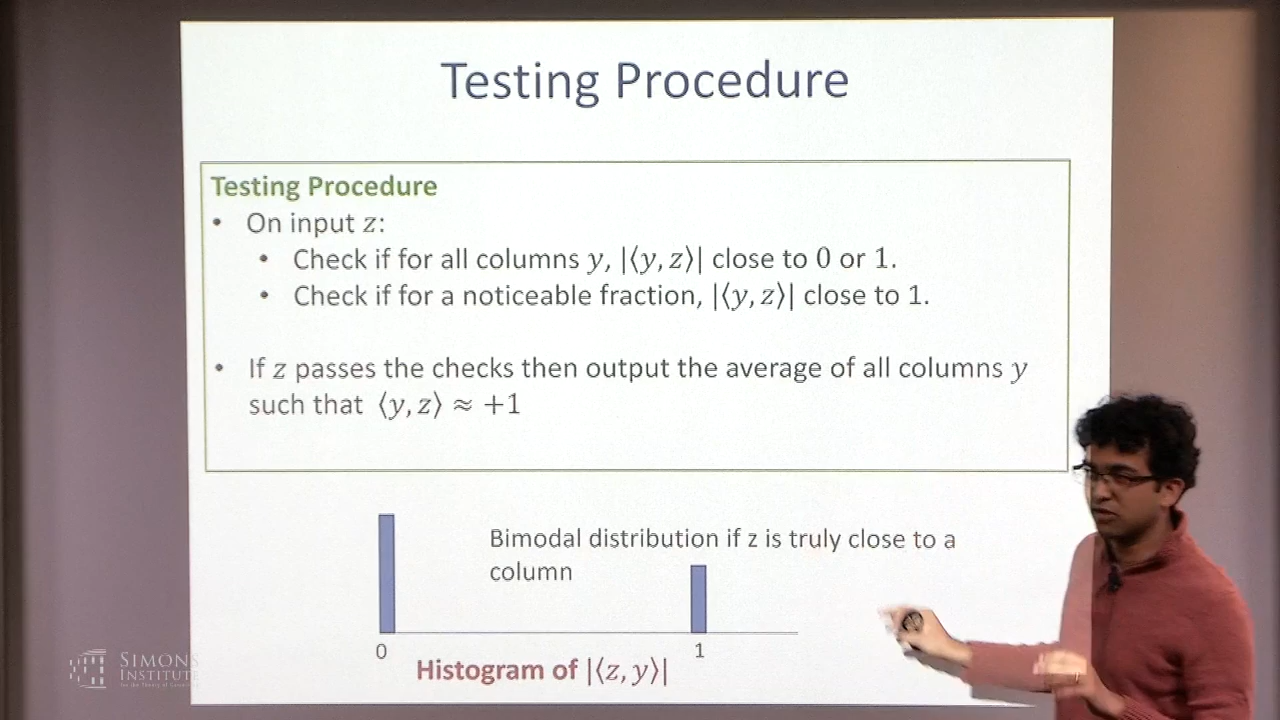 Testing Procedure
Testing Procedure
• On input z:
• Check if for all columns y, |⟨y, z⟩| close to 0 or 1.
• Check if for a noticeable fraction, |⟨y, z⟩| close to 1.
• If z passes the checks then output the average of all columns y
such that ⟨y, z⟩ ≈ +1
Bimodal distribution if z is truly close to a
column
0
1
Histogram of |⟨z, y⟩|
SIMONS
INSTITUTE